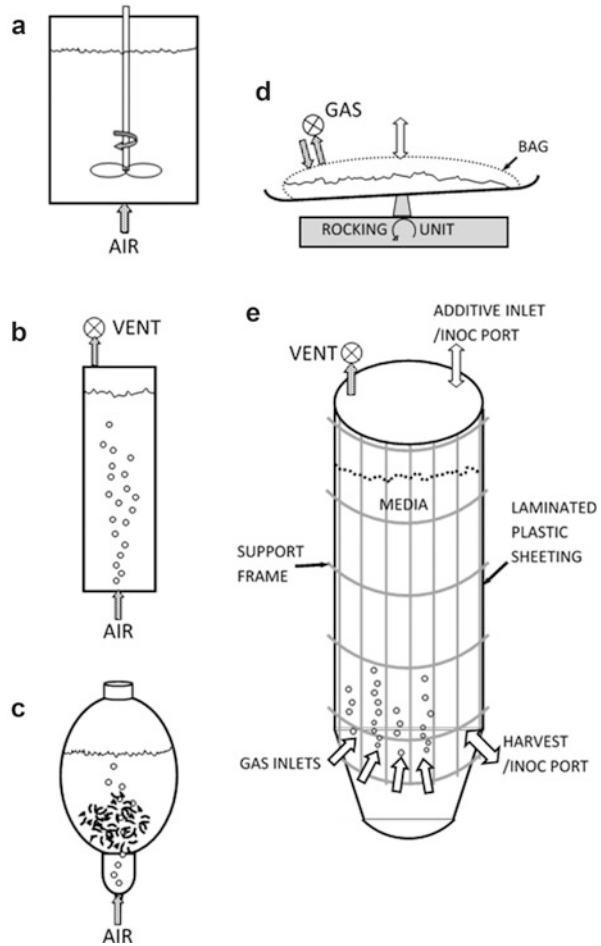 a
AIR
b
VENT
AIR
c
AIR
d
GAS
BAG
ROCKING UNIT
e
ADDITIVE INLET
/INOC PORT
VENT
MEDIA
LAMINATED
PLASTIC
SHEETING
SUPPORT
FRAME
GAS INLETS
HARVEST
/INOC PORT